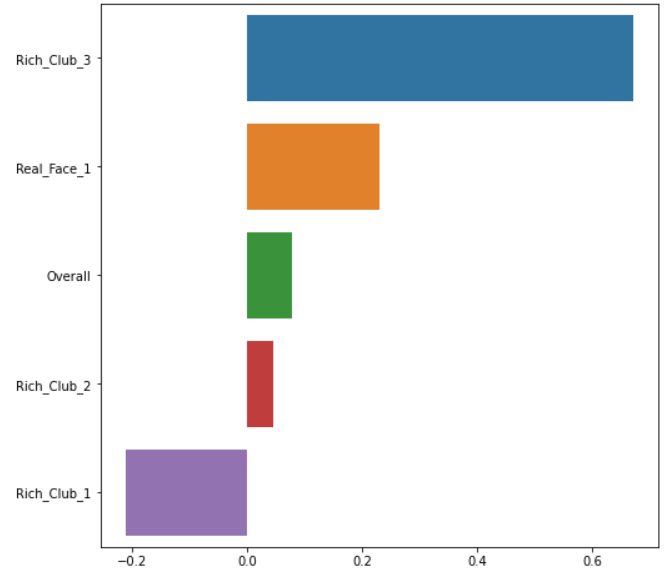 Rich_Club_3
Real_Face_1
Overall
Rich_Club_2
Rich_Club_1
−0.2 0.0 0.2 0.4 0.6